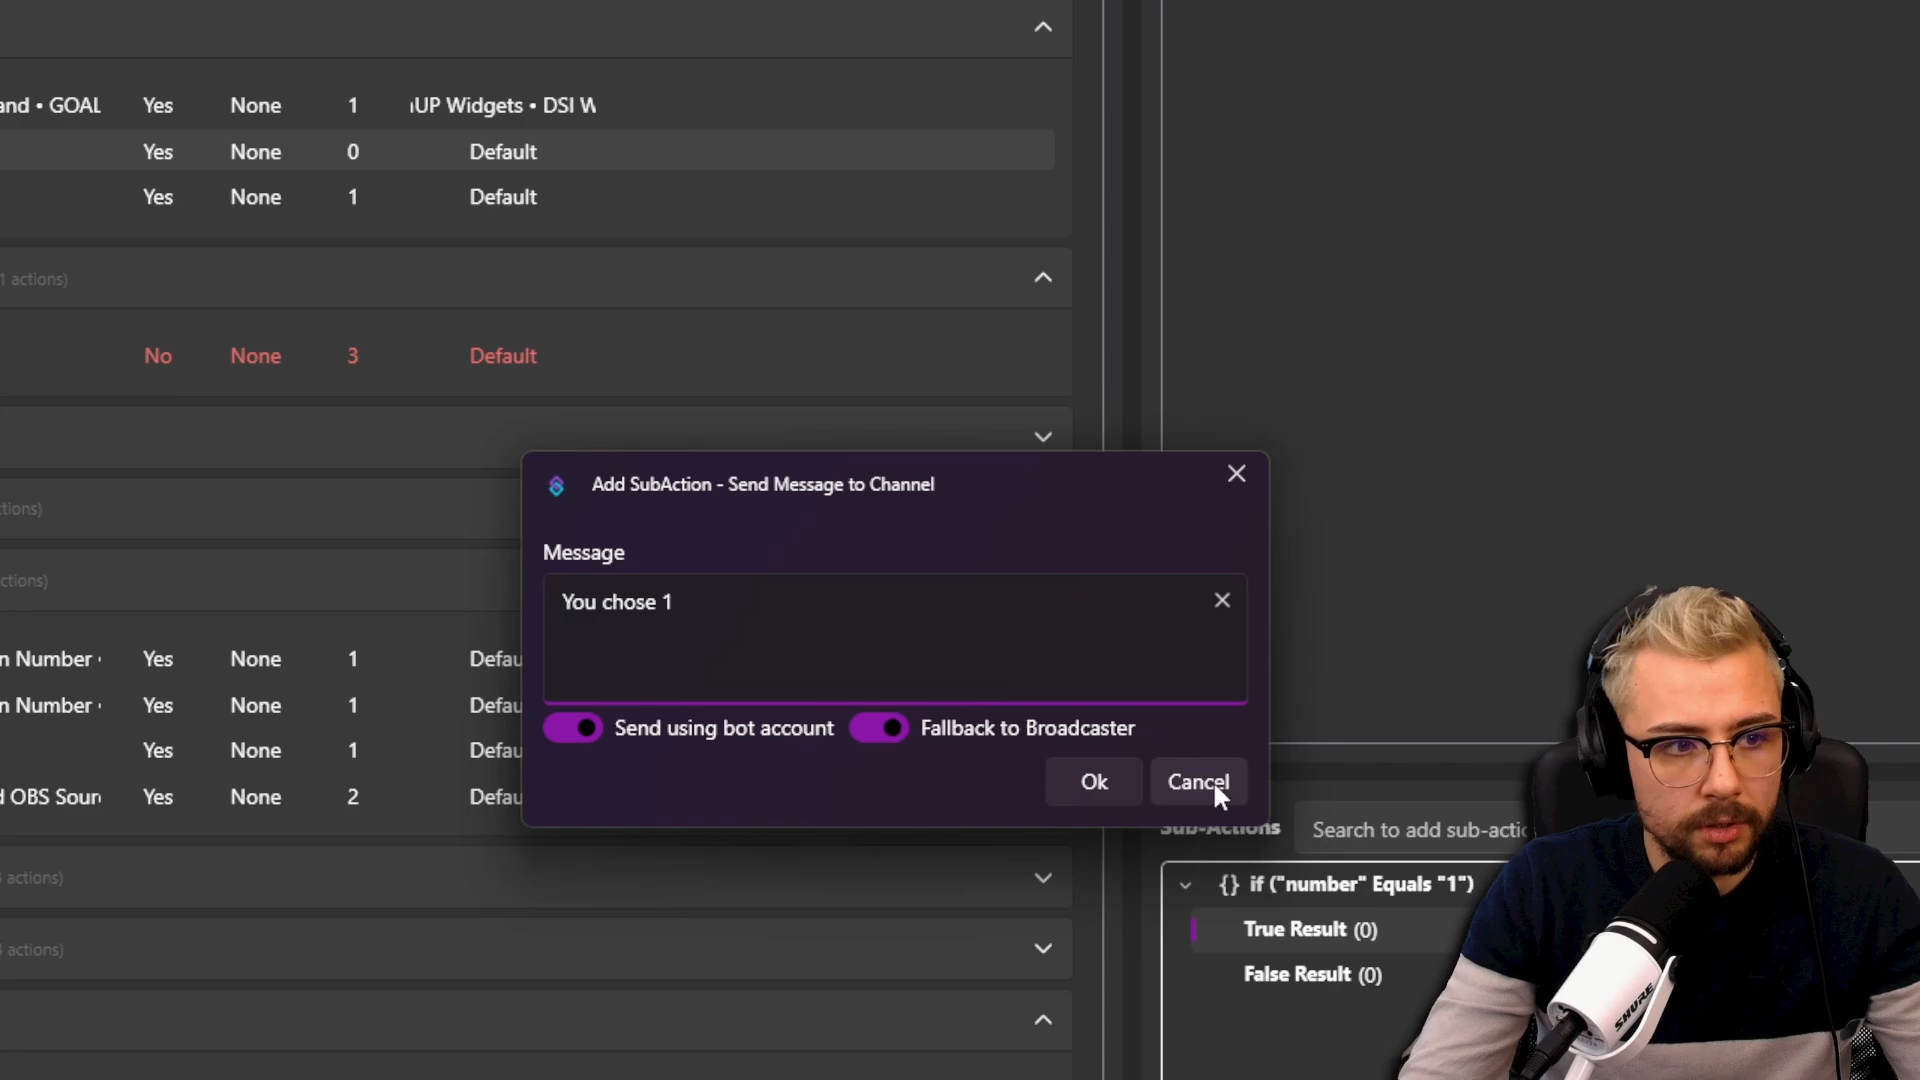 and • GOAL Yes None 1 UP Widgets • DSI W
Yes None 0 Default
Yes None 1 Default
1 actions)
No None 3 Default
tions)
ctions)
Add SubAction - Send Message to Channel
Message
You chose 1
Send using bot account Fallback to Broadcaster
Ok Cancel
n Number • Yes None 1 Defau
n Number • Yes None 1 Defau
Yes None 1 Defau
d OBS Sour Yes None 2 Defau
Sub-Actions Search to add sub-actio
actions)
{} if ("number" Equals "1")
True Result (0)
actions)
False Result (0)
SHURE